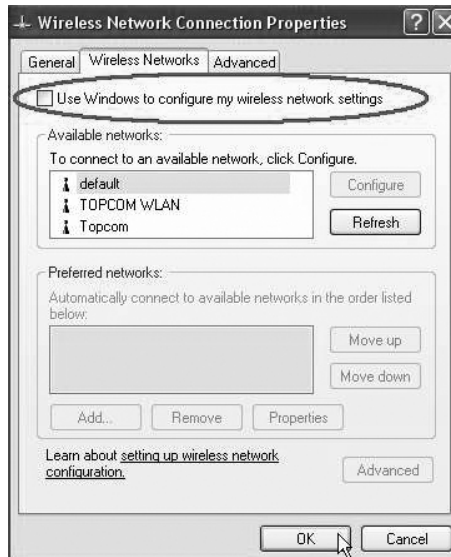 Wireless Network Connection Properties
General Wireless Networks Advanced
Use Windows to configure my wireless network settings
Available networks:
To connect to an available network, click Configure.
default
TOPCOM WLAN
Topcom
Configure
Refresh
Preferred networks:
Automatically connect to available networks in the order listed
below:
Move up
Move down
Add... Remove Properties
Learn about setting up wireless network
configuration.
Advanced
OK Cancel